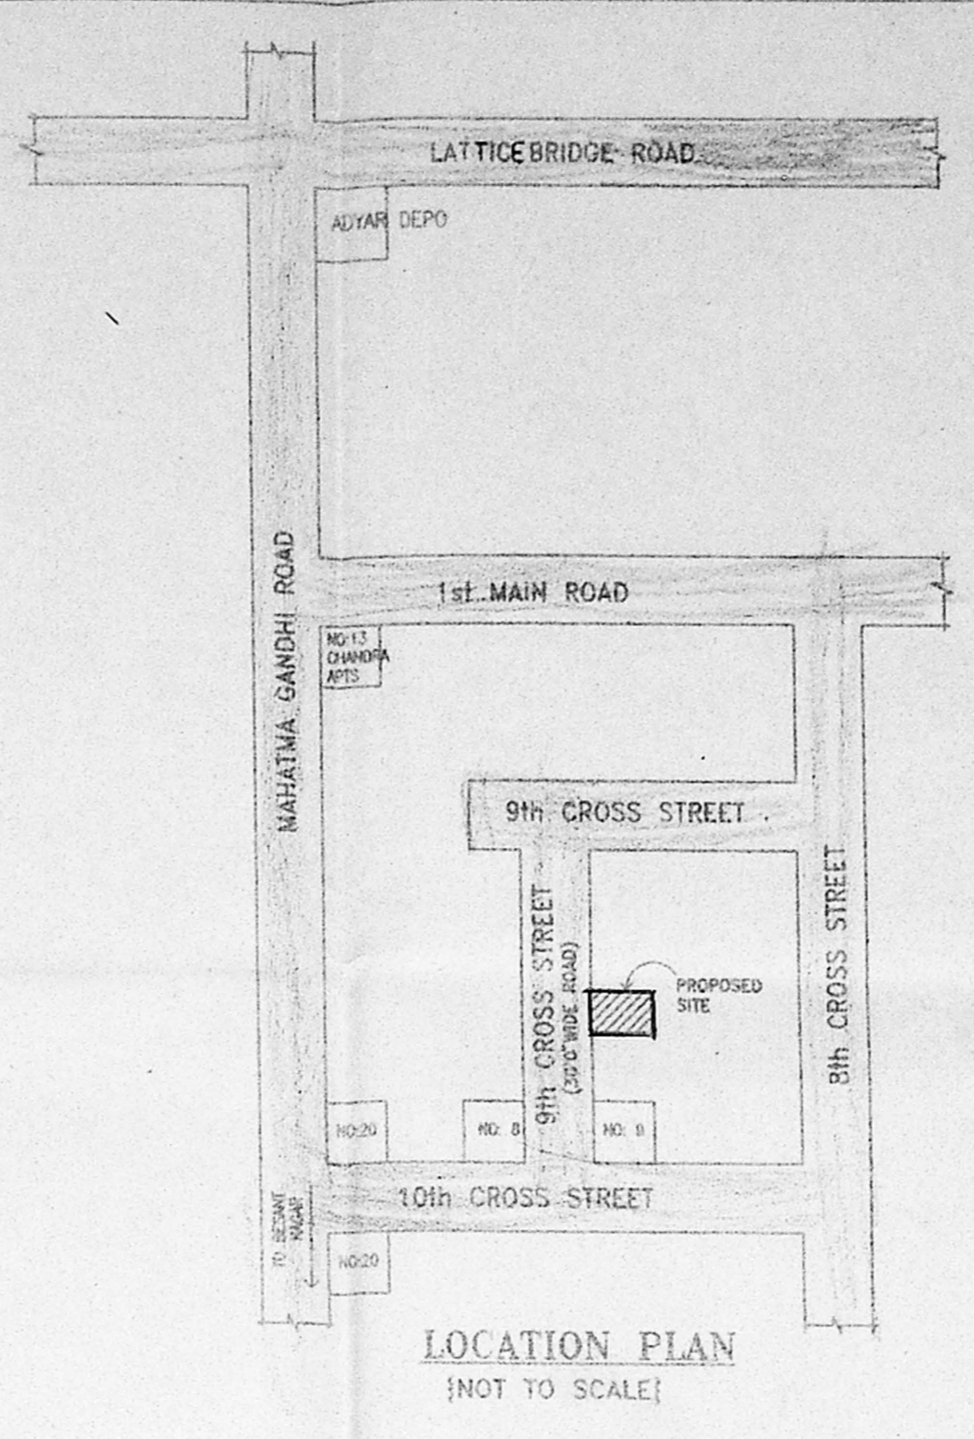 LATTICEBRIDGE ROAD
ADYAR DEPO
MAHATMA GANDHI ROAD
1st MAIN ROAD
NO:13
CHANDRA
APTS
9th CROSS STREET
9th CROSS STREET
(30'0" WIDE ROAD)
PROPOSED
SITE
8th CROSS STREET
NO:20
NO: 8
NO: 9
10th CROSS STREET
TO BESANT
NAGAR
NO:20
LOCATION PLAN
{NOT TO SCALE}